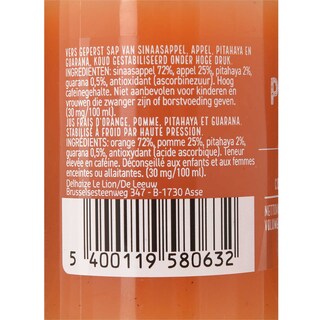 VERS GEPERST SAP VAN SINAASAPPEL, APPEL, PITAHAYA EN
GUARANA, KOUD GESTABILISEERD ONDER HOGE DRUK.
INGREDIËNTEN: sinaasappel 72%, appel 25%, pitahaya 2%,
guarana 0,5%, antioxidant (ascorbinezuur). Hoog
cafeïnegehalte. Niet aanbevolen voor kinderen en
vrouwen die zwanger zijn of borstvoeding geven.
(30 mg/100 ml)
JUS FRAIS D'ORANGE, POMME, PITAHAYA ET GUARANA,
STABILISÉ À FROID PAR HAUTE PRESSION.
INGRÉDIENTS: orange 72%, pomme 25%, pitahaya 2%,
guarana 0,5%, antioxydant (acide ascorbique). Teneur
élevée en caféine. Déconseillé aux enfants et aux femmes
enceintes ou allaitantes. (30 mg/100 ml)
Delhaize Le Lion/De Leeuw
Brusselsesteenweg 347 - B-1730 Asse
5 400119 580632